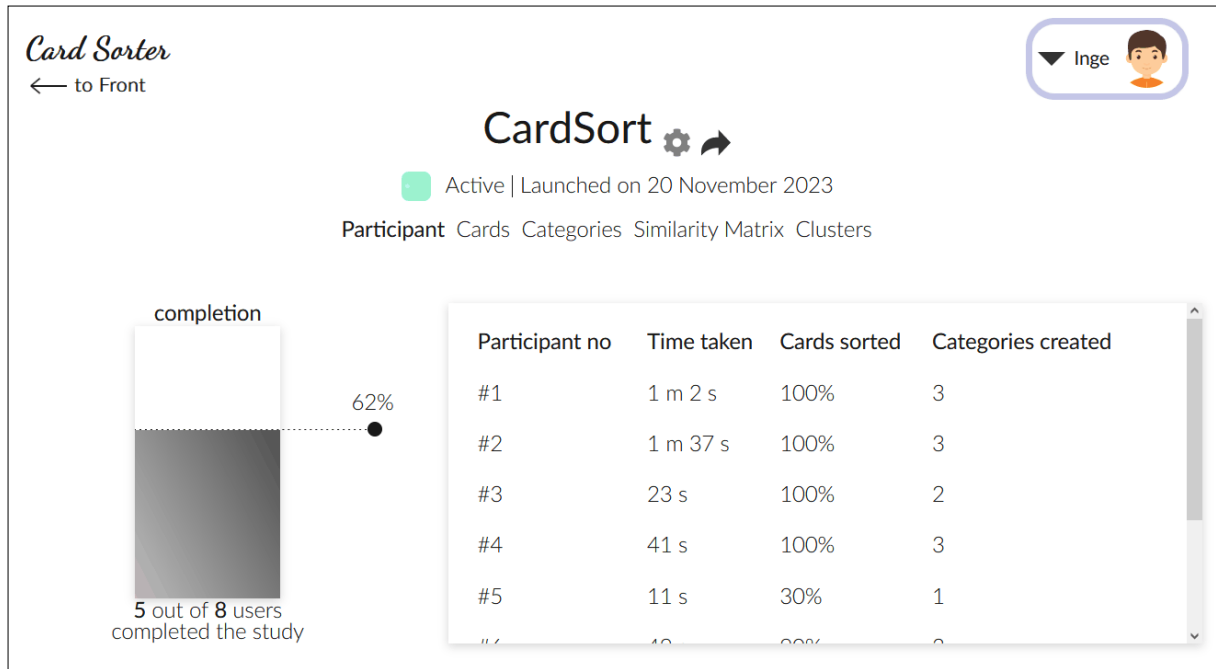 Card Sorter
to Front
Inge
CardSort
Active | Launched on 20 November 2023
Participant Cards Categories Similarity Matrix Clusters
completion
62%
5 out of 8 users
completed the study
Participant no Time taken Cards sorted Categories created
#1 1 m 2 s 100% 3
#2 1 m 37 s 100% 3
#3 23 s 100% 2
#4 41 s 100% 3
#5 11 s 30% 1